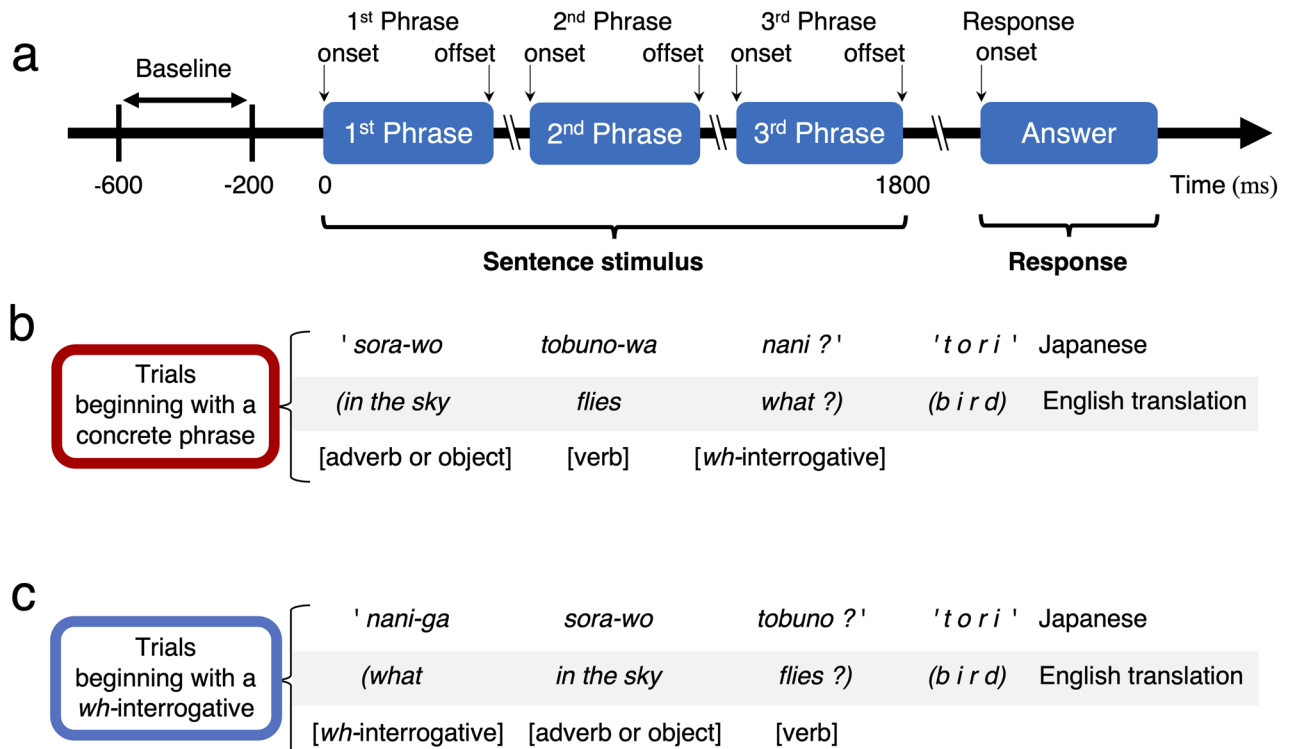 a
1st Phrase 2nd Phrase 3rd Phrase Response
onset offset onset offset onset offset onset
Baseline
1st Phrase 2nd Phrase 3rd Phrase Answer
-600 -200 0 1800 Time (ms)
Sentence stimulus Response
b
Trials
beginning with a
concrete phrase
' sora-wo tobuno-wa nani ? ' ' t o r i ' Japanese
(in the sky flies what ?) (b i r d) English translation
[adverb or object] [verb] [wh-interrogative]
c
Trials
beginning with a
wh-interrogative
' nani-ga sora-wo tobuno ? ' ' t o r i ' Japanese
(what in the sky flies ?) (b i r d) English translation
[wh-interrogative] [adverb or object] [verb]